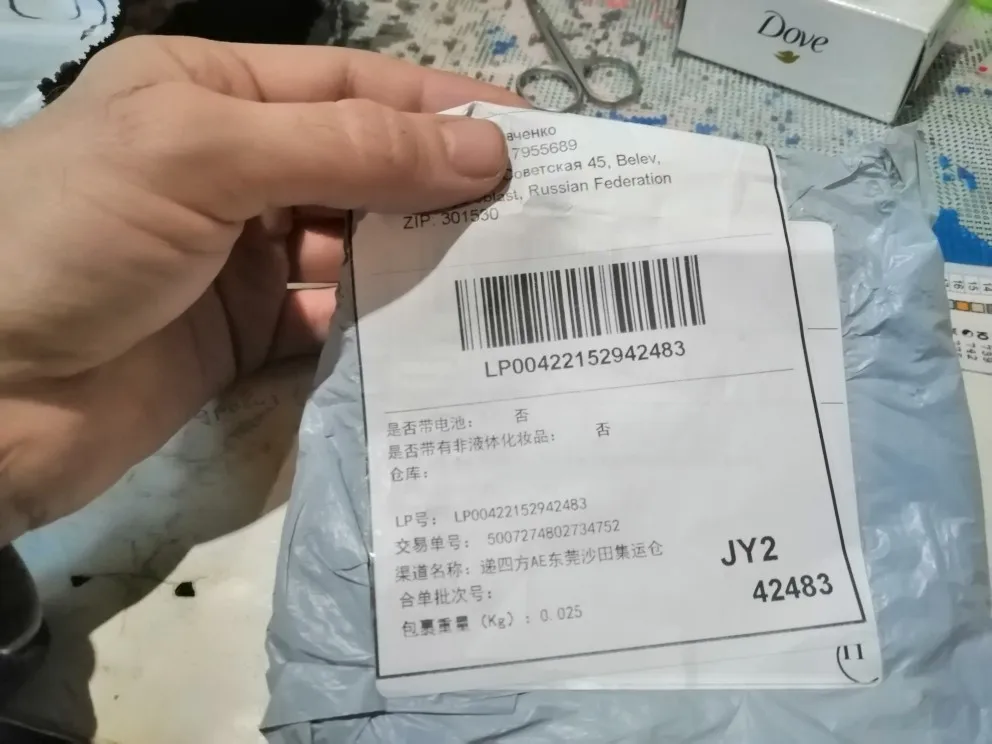 Dove
вченко
7955689
Советская 45, Belev,
oblast, Russian Federation
ZIP: 301530
LP00422152942483
是否带电池: 否
是否带有非液体化妆品: 否
仓库:
LP号: LP00422152942483
交易单号: 5007274802734752
渠道名称: 递四方AE东莞沙田集运仓
合单批次号:
包裹重量 (Kg): 0.025
JY2
42483